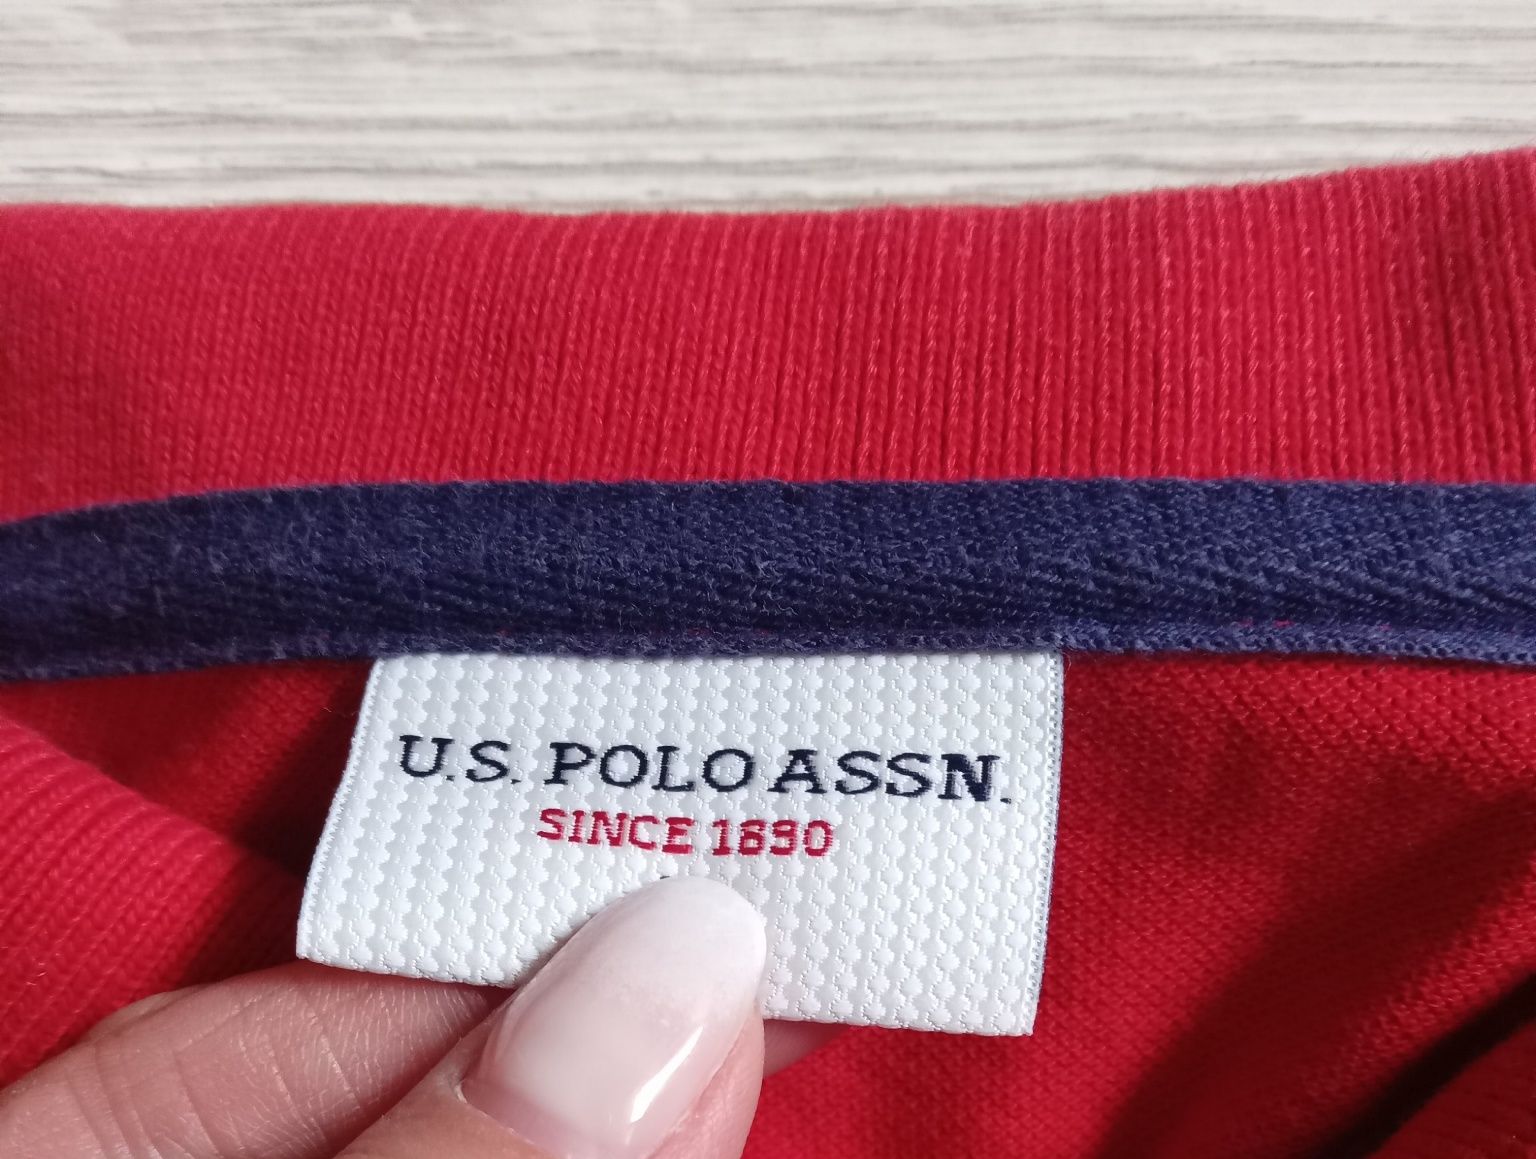 U.S. POLO ASSN.
SINCE 1890